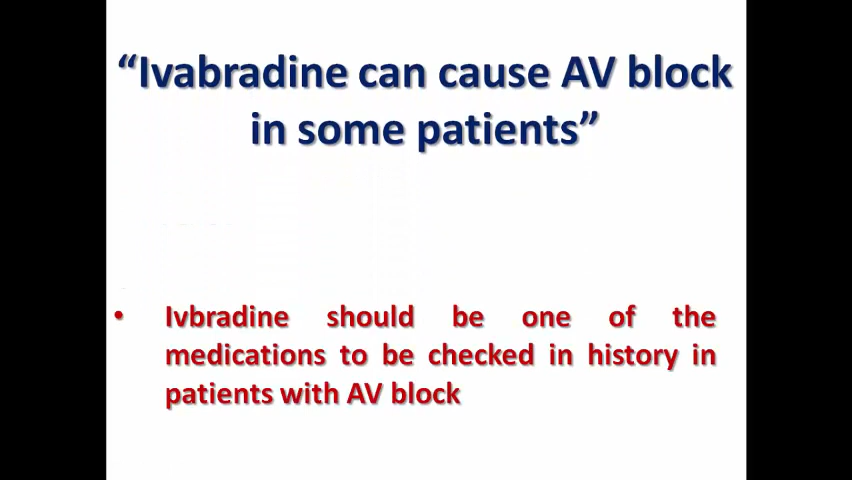 “Ivabradine can cause AV block
in some patients”
• Ivbradine should be one of the
medications to be checked in history in
patients with AV block